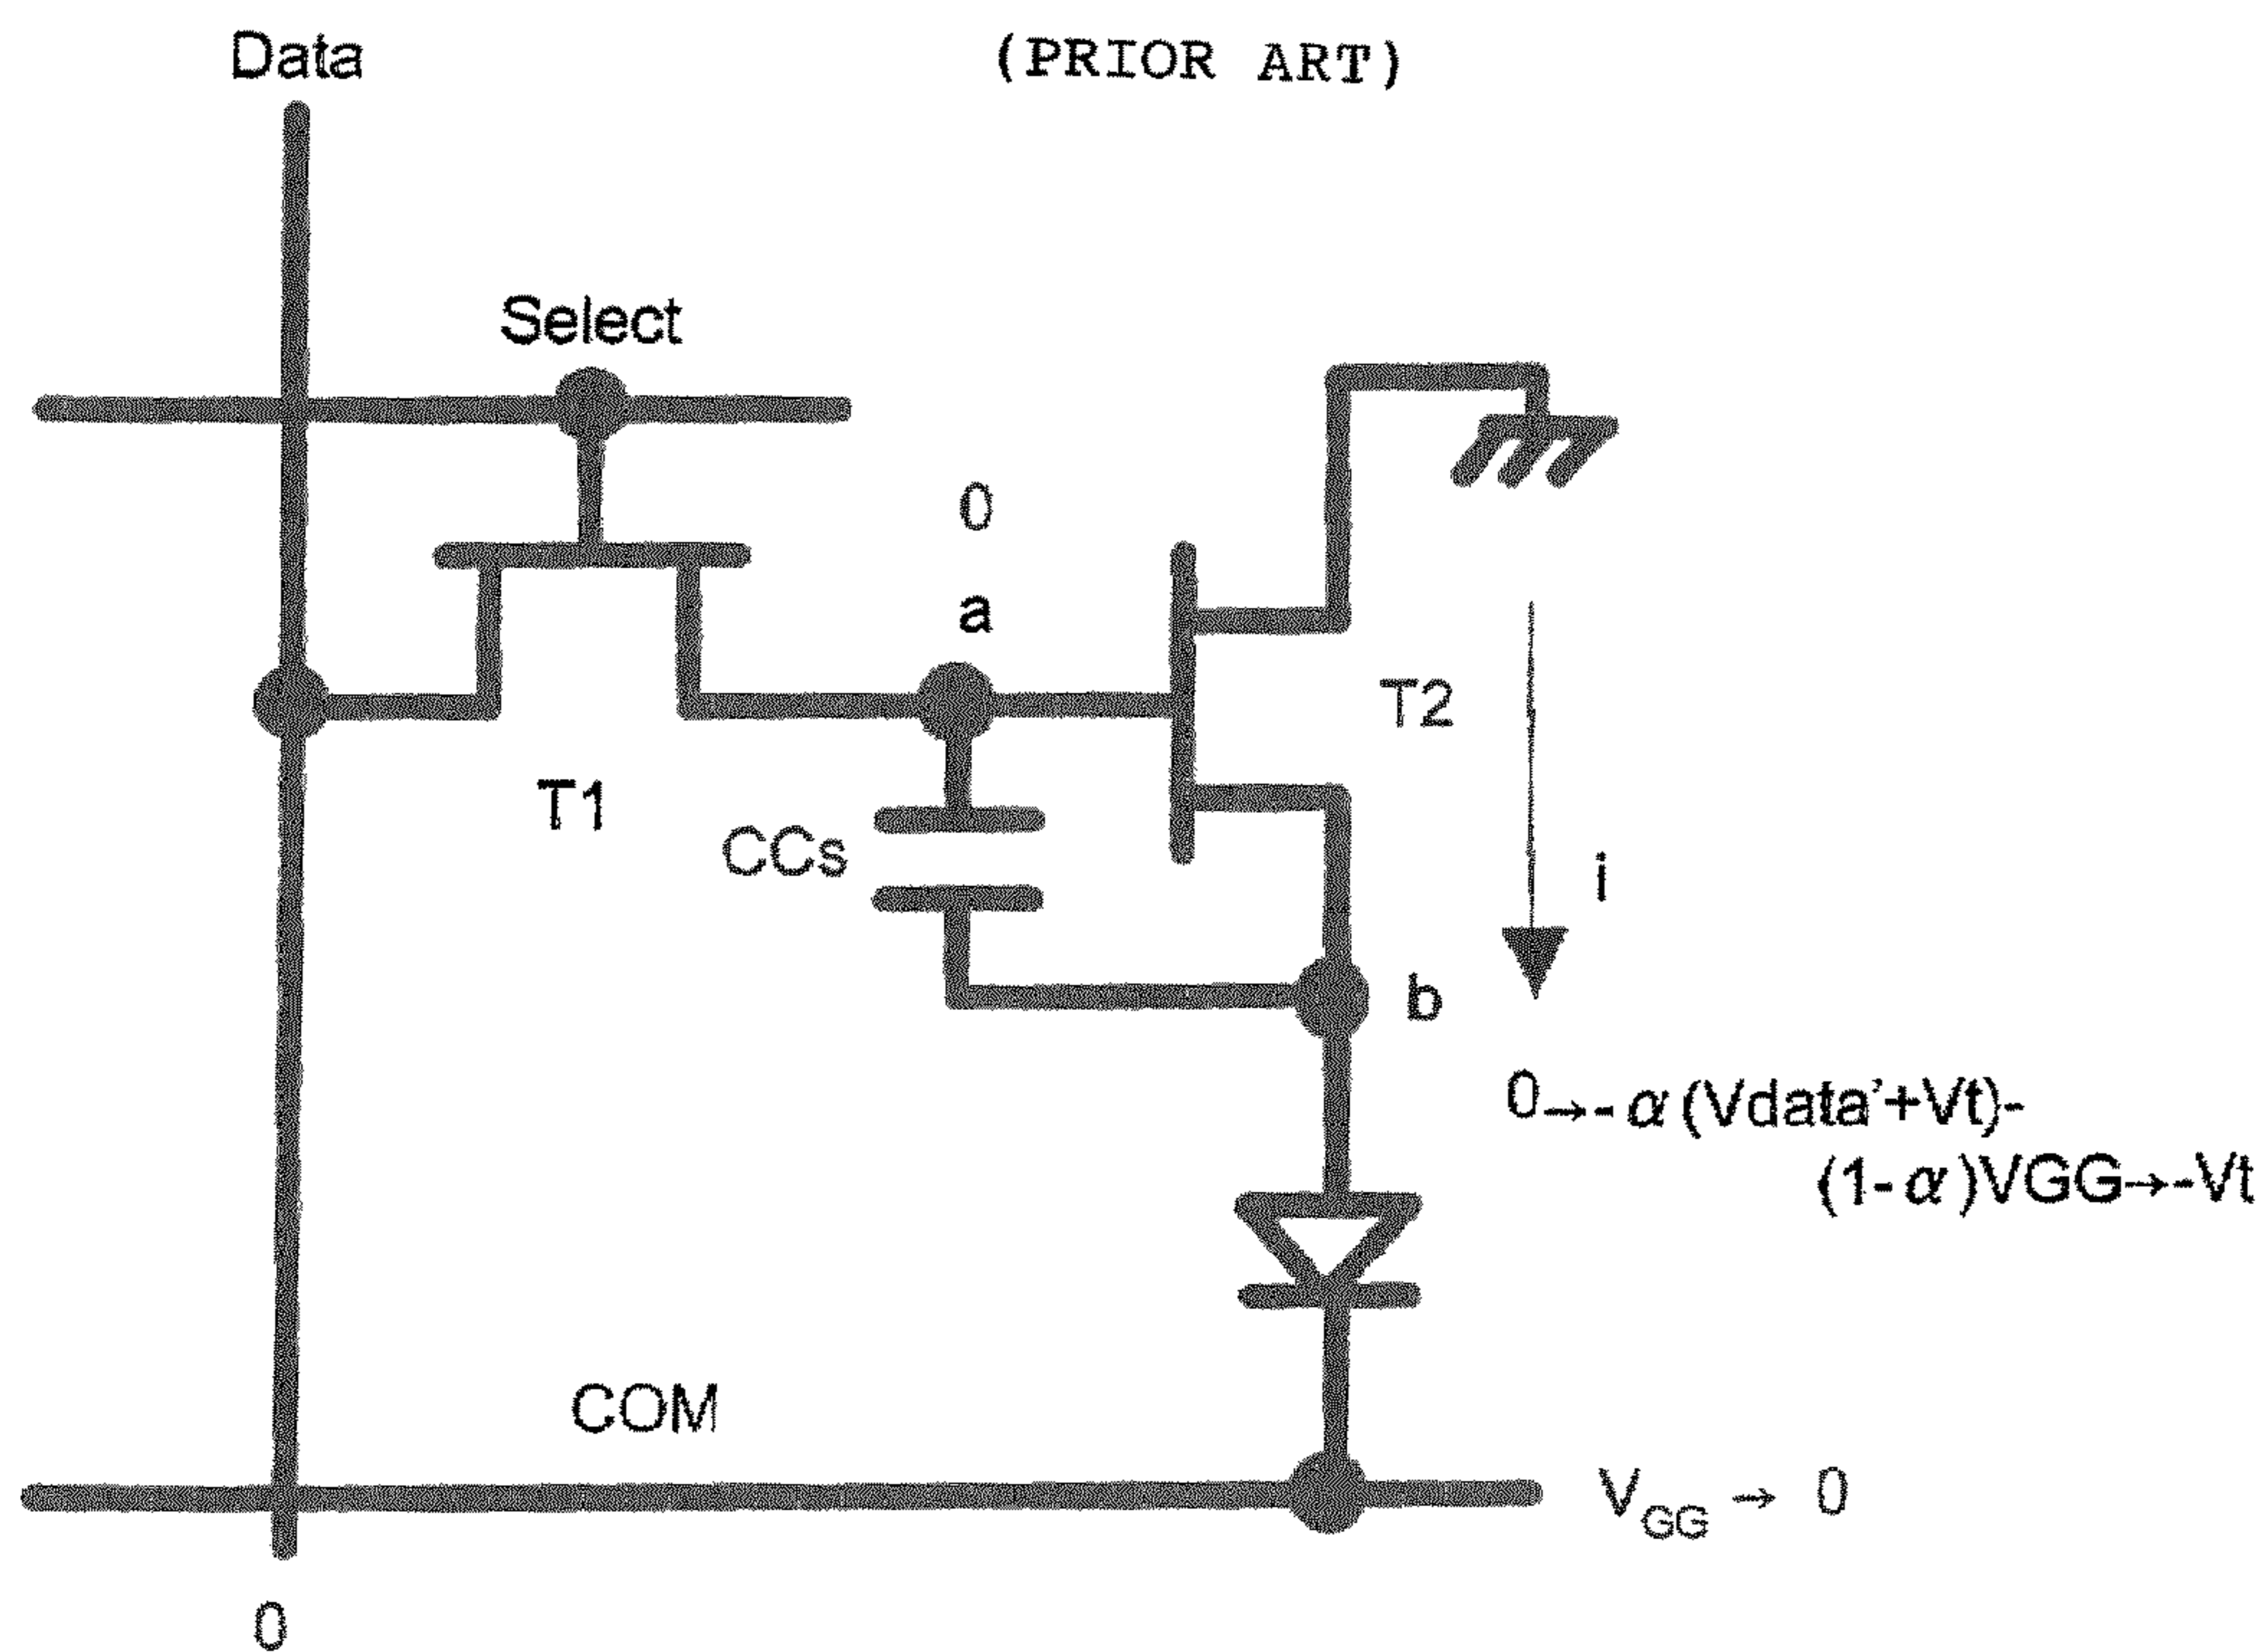 Data
(PRIOR ART)
Select
0
a
T2
T1
CCs
i
b
0→-α(Vdata'+Vt)-
(1-α)VGG→-Vt
COM
VGG → 0
0